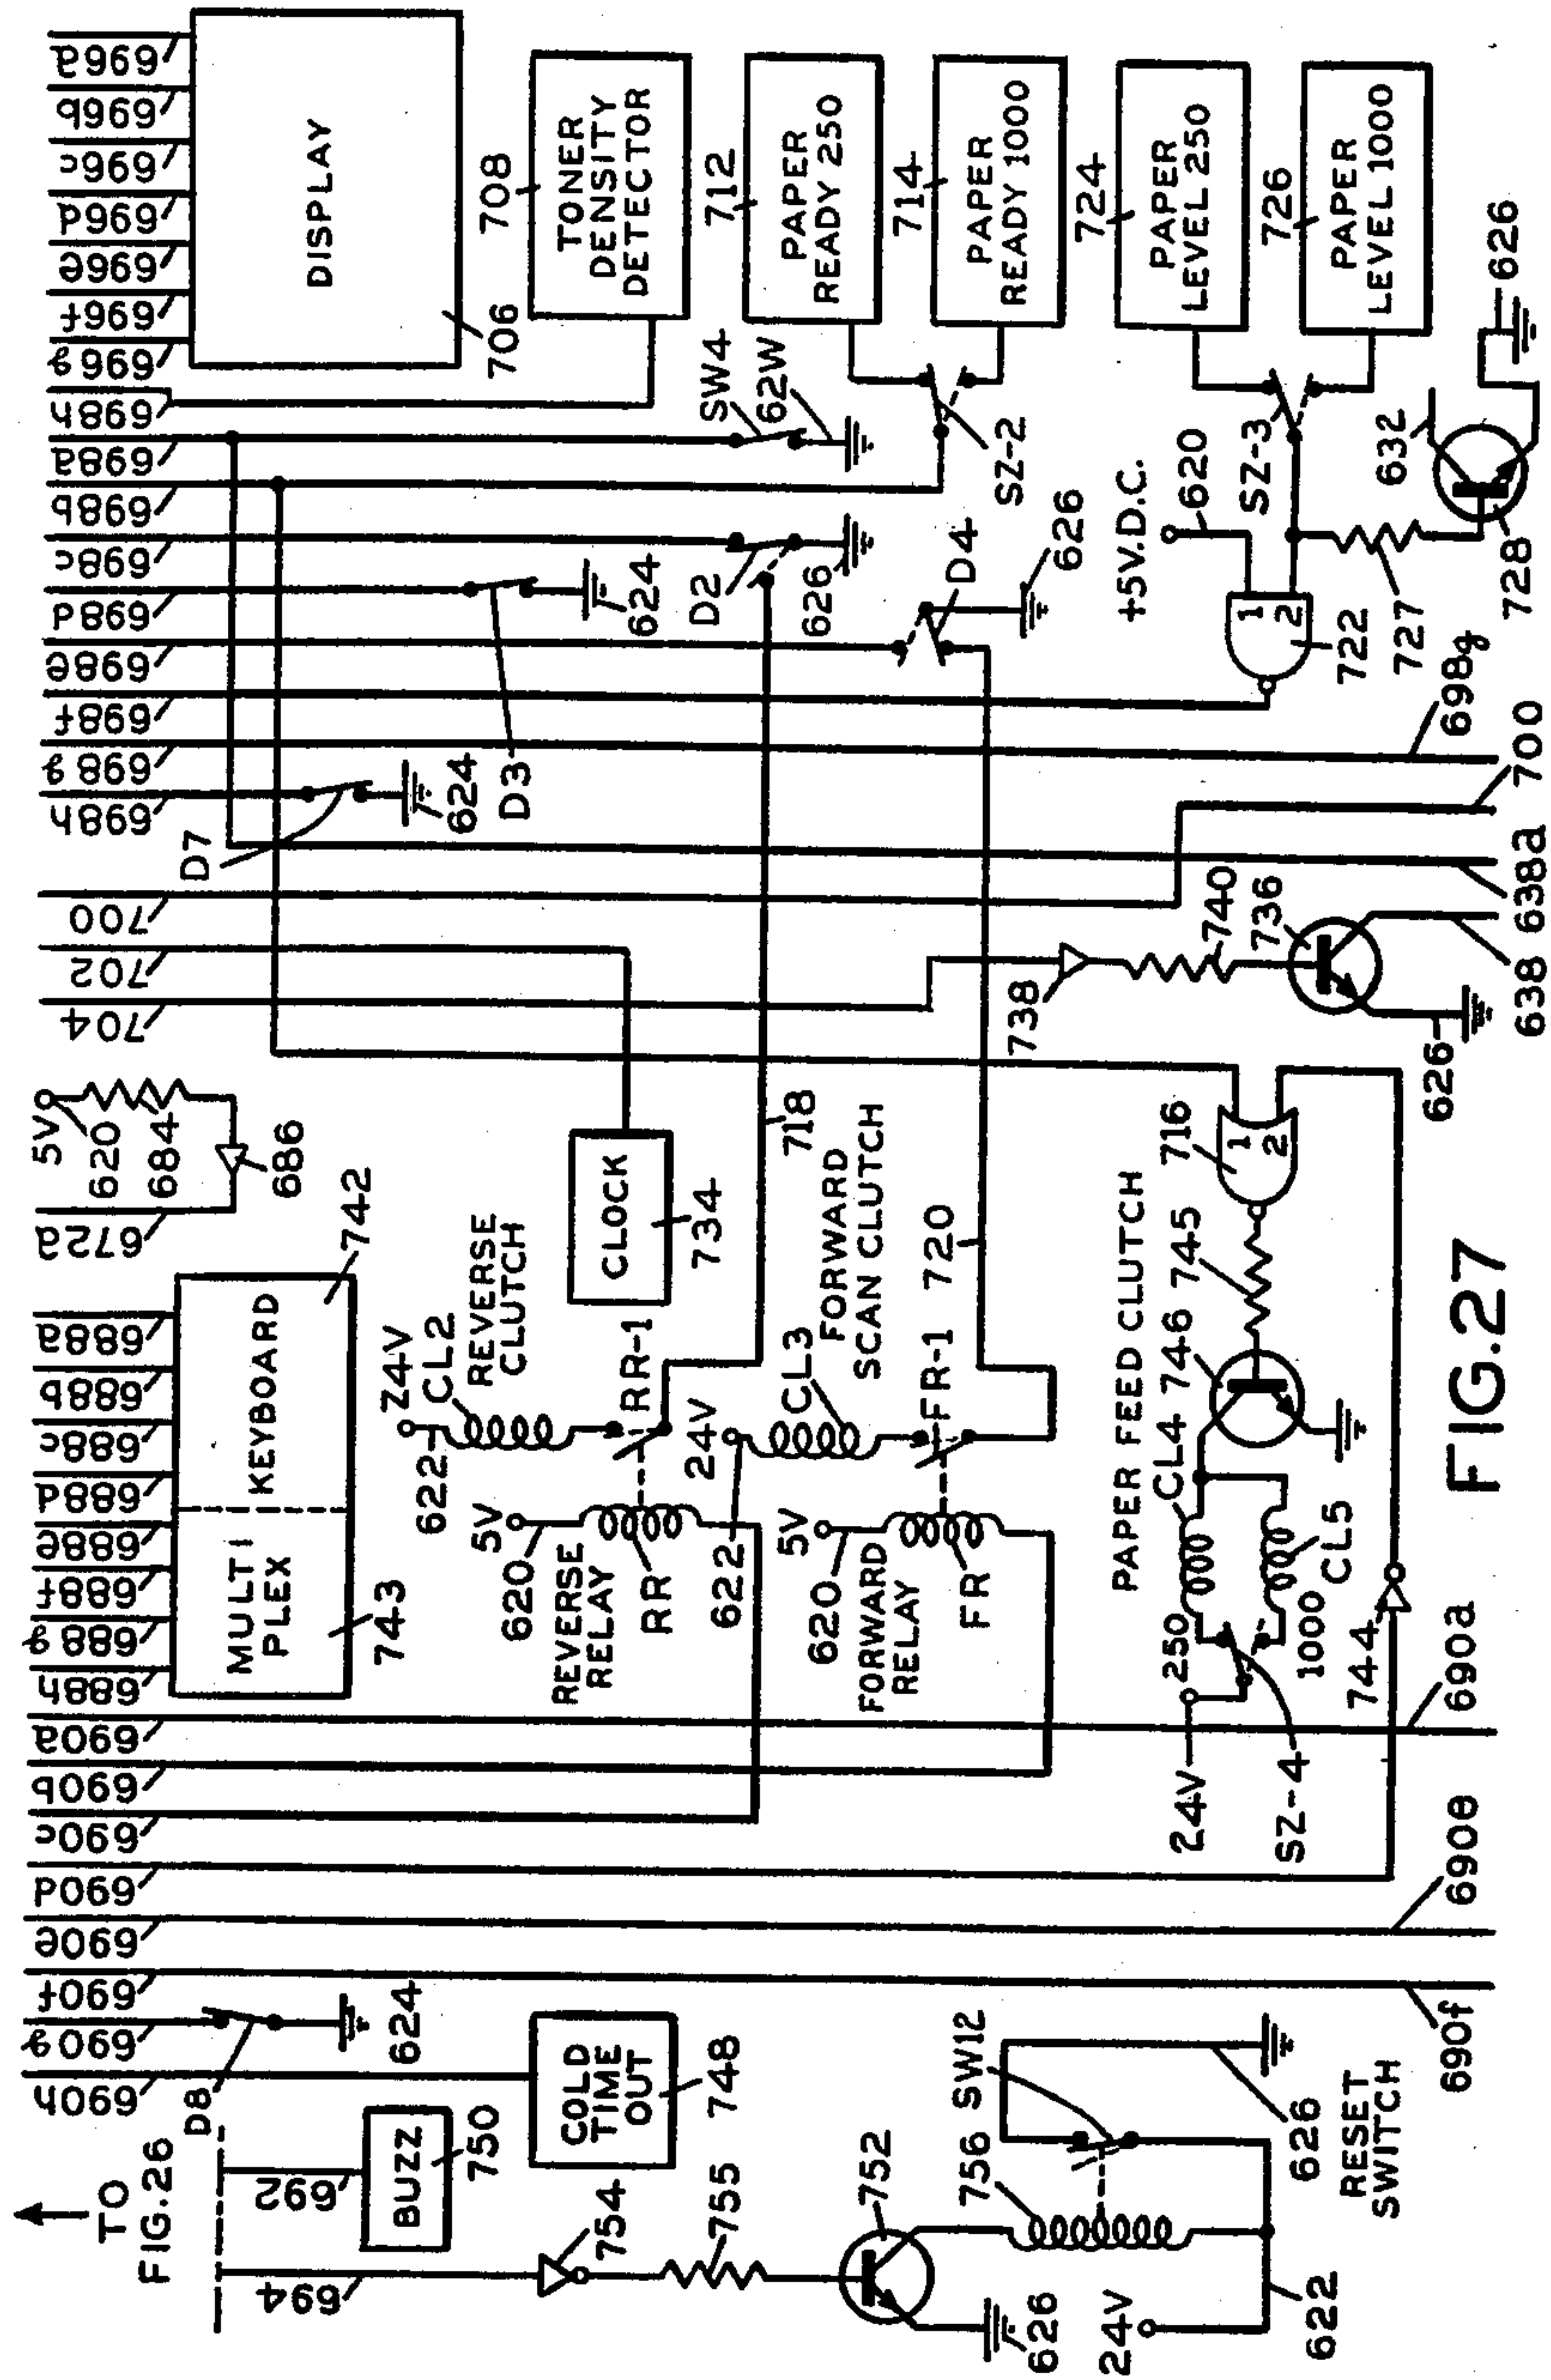 TO
FIG.26
694
692
690h
690g
690f
690e
690d
690c
690b
690a
688h
688g
688f
688e
688d
688c
688b
688a
672a
704
702
700
698h
698g
698f
698e
698d
698c
698b
698a
698h
696g
696f
696e
696d
696c
696b
696a
D8
624
BUZZ
750
COLD
TIME
OUT
748
754
755
752
626
756
SW12
24V
622
626
RESET
SWITCH
690f
690e
690a
MULTI
PLEX
743
KEYBOARD
742
5V
620
684
686
5V
620
REVERSE
RELAY
RR
622
Z4V
CL2
REVERSE
CLUTCH
RR-1
CLOCK
734
718
5V
620
FORWARD
RELAY
FR
622
24V
CL3
FORWARD
SCAN CLUTCH
FR-1
720
PAPER FEED CLUTCH
24V
250
1000
SZ-4
CL4
CL5
746
745
744
716
1
2
FIG.27
738
740
736
626
638
638a
700
698g
D7
624
D3
624
D2
626
D4
626
SW4
62W
SZ-2
+5V.D.C.
620
SZ-3
1
2
722
727
728
632
626
DISPLAY
706
708
TONER
DENSITY
DETECTOR
712
PAPER
READY 250
714
PAPER
READY 1000
724
PAPER
LEVEL 250
726
PAPER
LEVEL 1000